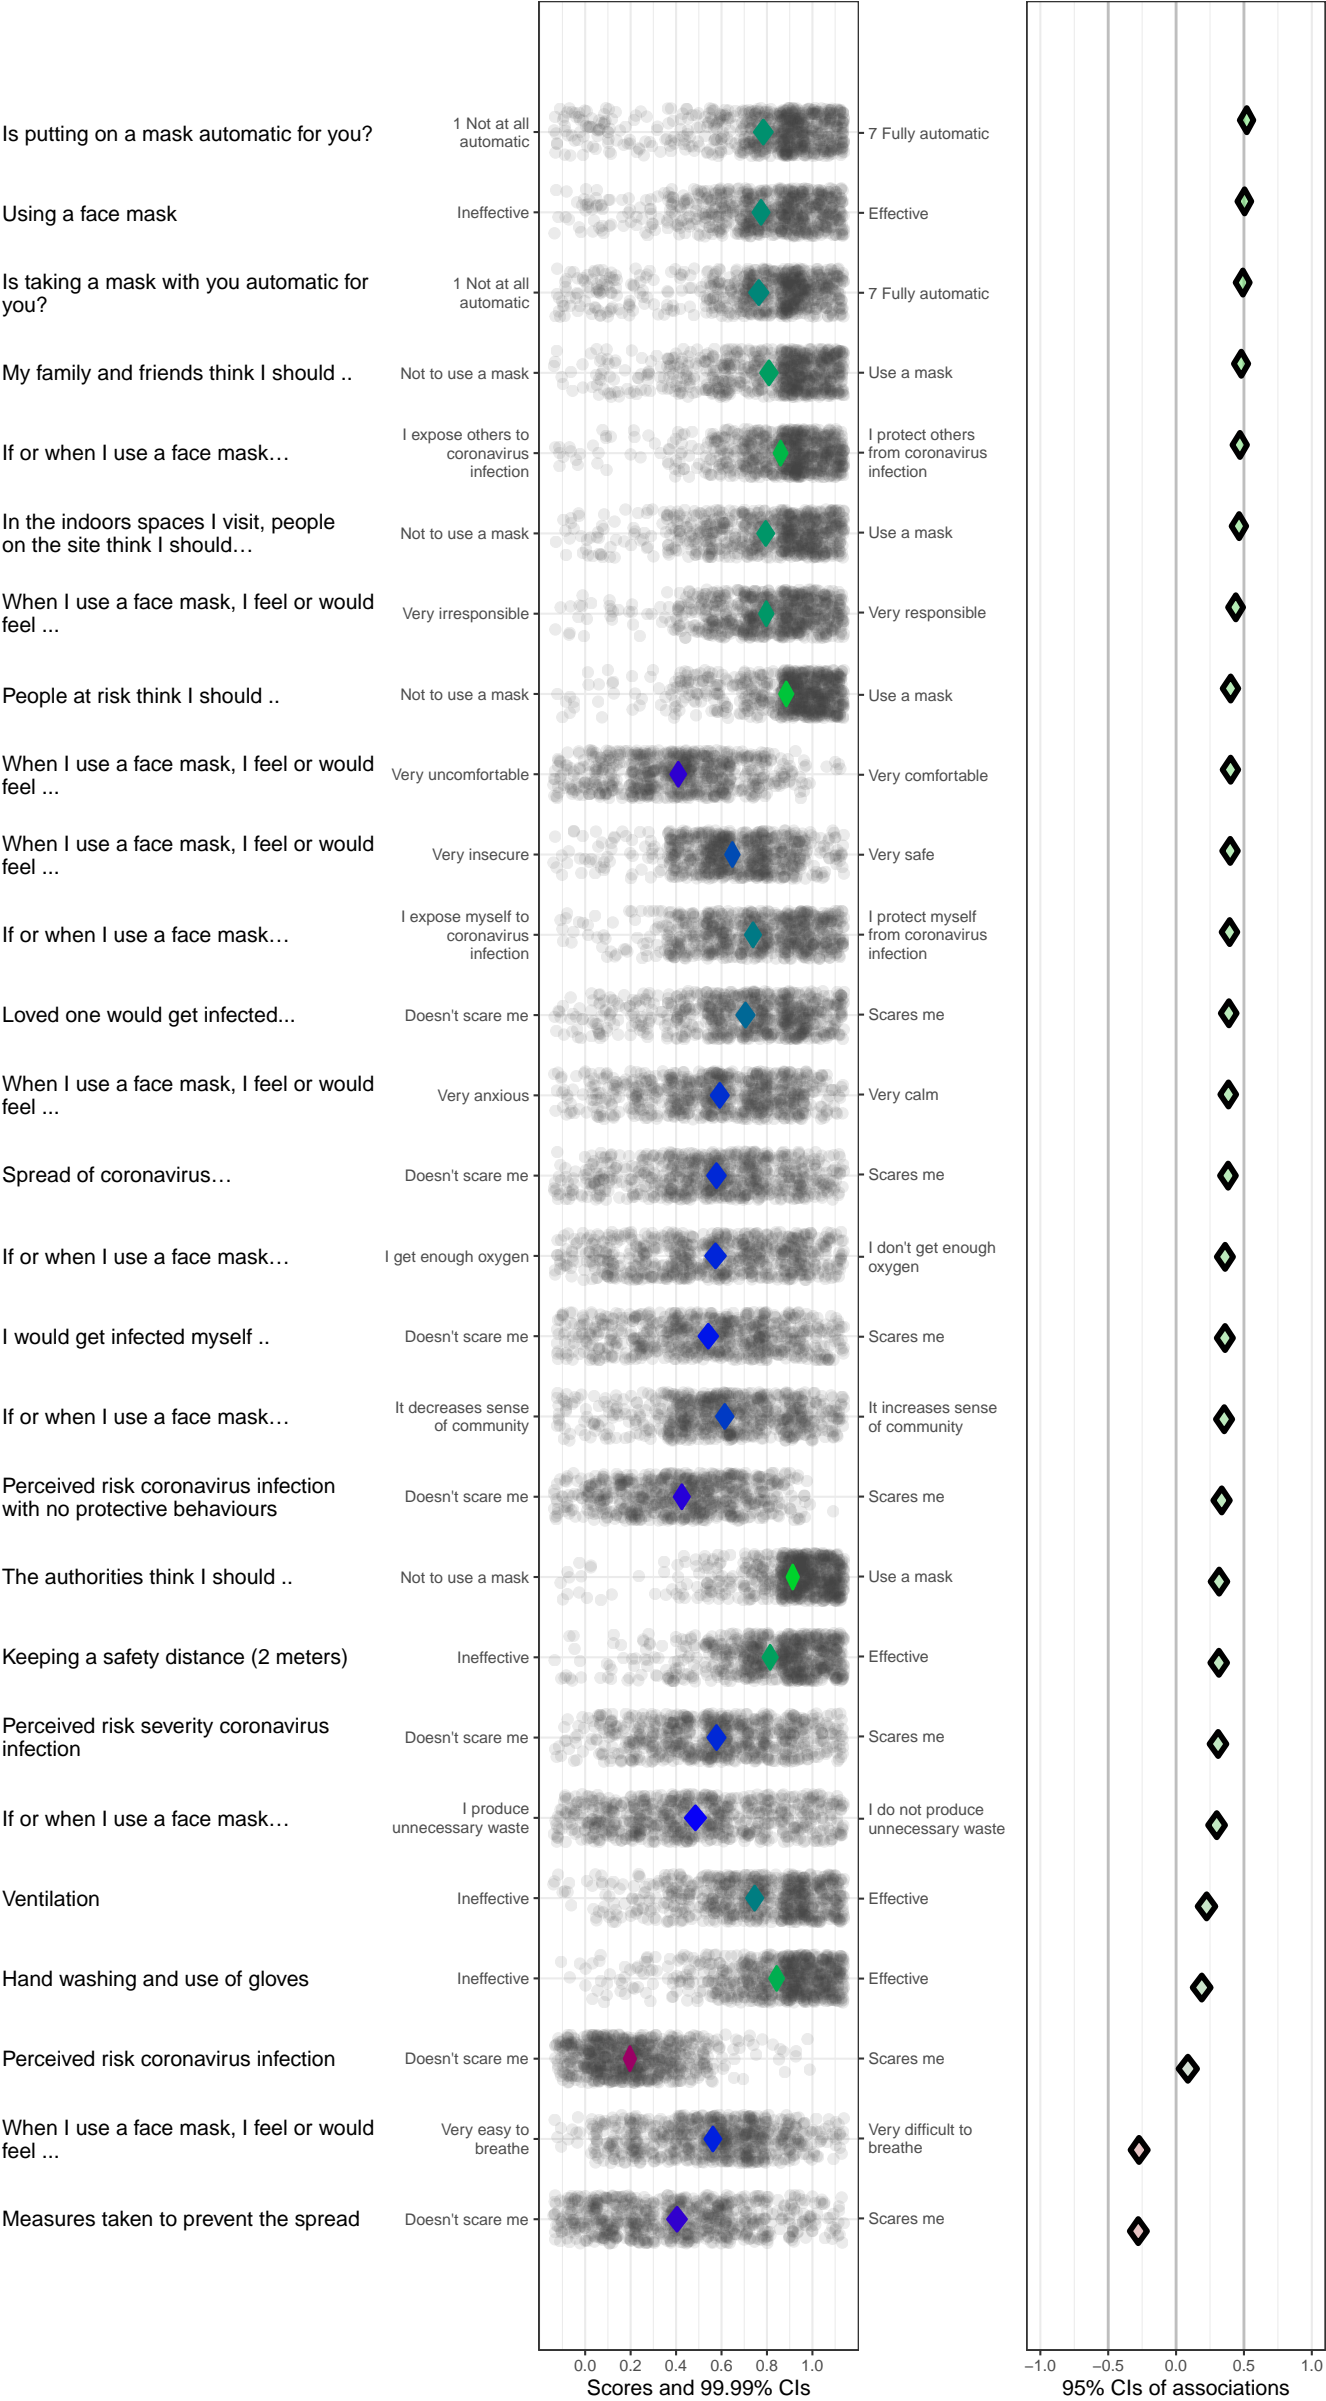 Is putting on a mask automatic for you?
1 Not at all
automatic
7 Fully automatic
Using a face mask
Ineffective
Effective
Is taking a mask with you automatic for
you?
1 Not at all
automatic
7 Fully automatic
My family and friends think I should ..
Not to use a mask
Use a mask
If or when I use a face mask…
I expose others to
coronavirus
infection
I protect others
from coronavirus
infection
In the indoors spaces I visit, people
on the site think I should…
Not to use a mask
Use a mask
When I use a face mask, I feel or would
feel ...
Very irresponsible
Very responsible
People at risk think I should ..
Not to use a mask
Use a mask
When I use a face mask, I feel or would
feel ...
Very uncomfortable
Very comfortable
When I use a face mask, I feel or would
feel ...
Very insecure
Very safe
If or when I use a face mask…
I expose myself to
coronavirus
infection
I protect myself
from coronavirus
infection
Loved one would get infected...
Doesn't scare me
Scares me
When I use a face mask, I feel or would
feel ...
Very anxious
Very calm
Spread of coronavirus…
Doesn't scare me
Scares me
If or when I use a face mask…
I get enough oxygen
I don't get enough
oxygen
I would get infected myself ..
Doesn't scare me
Scares me
If or when I use a face mask…
It decreases sense
of community
It increases sense
of community
Perceived risk coronavirus infection
with no protective behaviours
Doesn't scare me
Scares me
The authorities think I should ..
Not to use a mask
Use a mask
Keeping a safety distance (2 meters)
Ineffective
Effective
Perceived risk severity coronavirus
infection
Doesn't scare me
Scares me
If or when I use a face mask…
I produce
unnecessary waste
I do not produce
unnecessary waste
Ventilation
Ineffective
Effective
Hand washing and use of gloves
Ineffective
Effective
Perceived risk coronavirus infection
Doesn't scare me
Scares me
When I use a face mask, I feel or would
feel ...
Very easy to
breathe
Very difficult to
breathe
Measures taken to prevent the spread
Doesn't scare me
Scares me
0.0 0.2 0.4 0.6 0.8 1.0
Scores and 99.99% CIs
−1.0 −0.5 0.0 0.5 1.0
95% CIs of associations